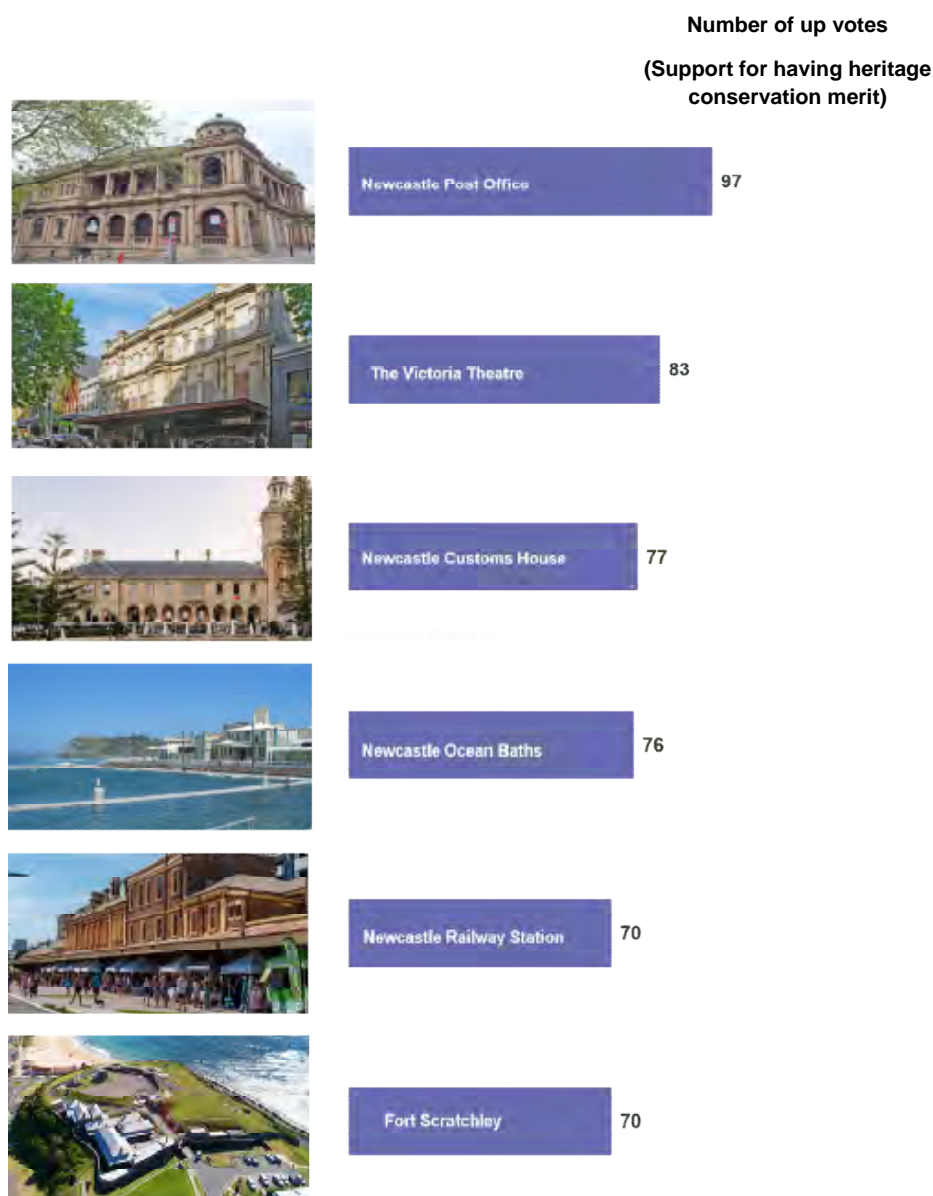 Number of up votes
(Support for having heritage
conservation merit)
Newcastle Post Office 97
The Victoria Theatre 83
Newcastle Customs House 77
Newcastle Ocean Baths 76
Newcastle Railway Station 70
Fort Scratchley 70